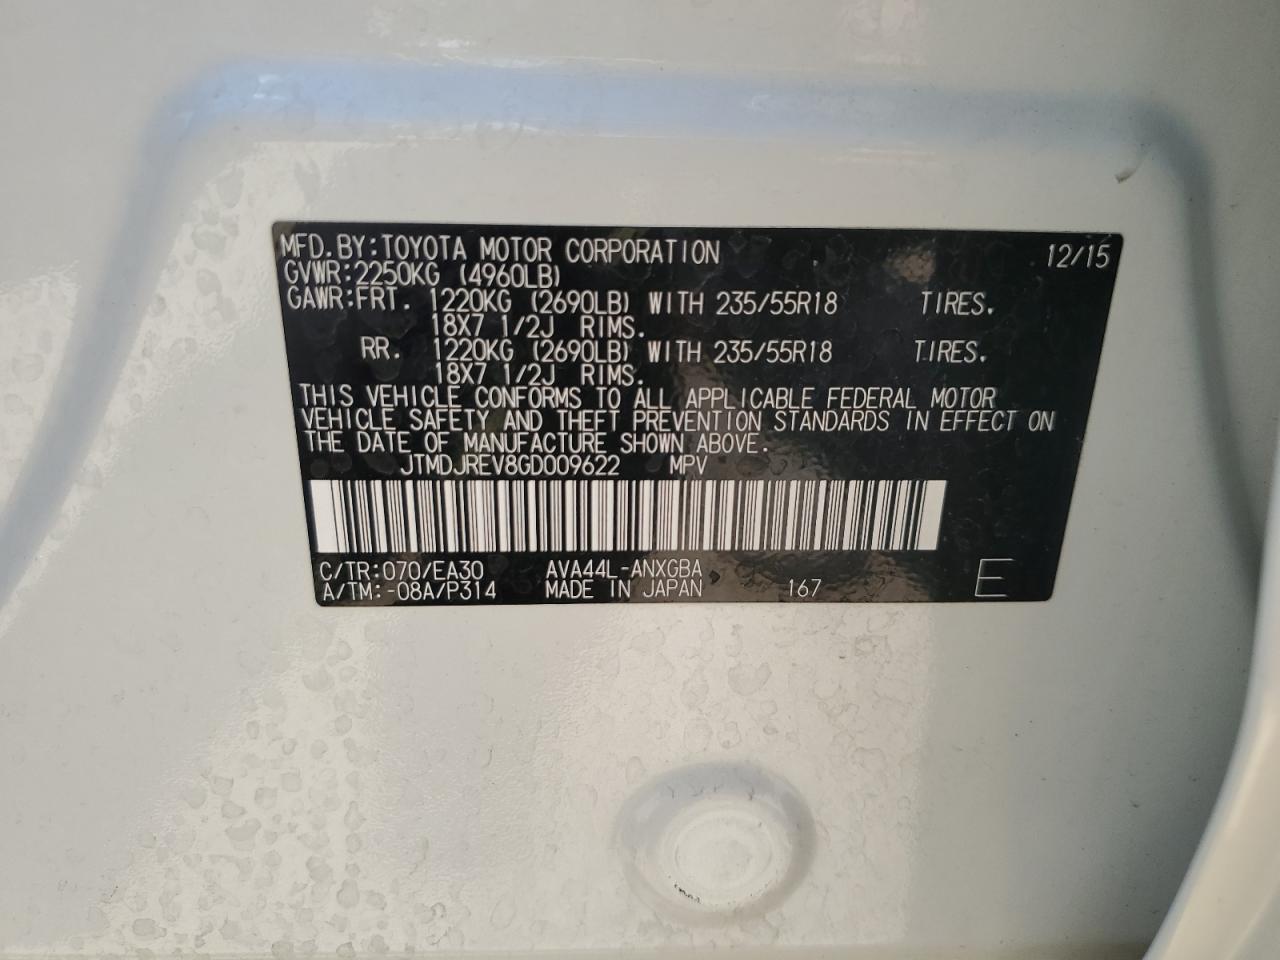 MFD.BY:TOYOTA MOTOR CORPORATION 12/15
GVWR:2250KG (4960LB)
GAWR:FRT. 1220KG (2690LB) WITH 235/55R18 TIRES.
18X7 1/2J RIMS.
RR. 1220KG (2690LB) WITH 235/55R18 TIRES.
18X7 1/2J RIMS.
THIS VEHICLE CONFORMS TO ALL APPLICABLE FEDERAL MOTOR
VEHICLE SAFETY AND THEFT PREVENTION STANDARDS IN EFFECT ON
THE DATE OF MANUFACTURE SHOWN ABOVE.
JTMDJREV8GD009622 MPV
C/TR:070/EA30 AVA44L-ANXGBA
A/TM:-08A/P314 MADE IN JAPAN 167 E